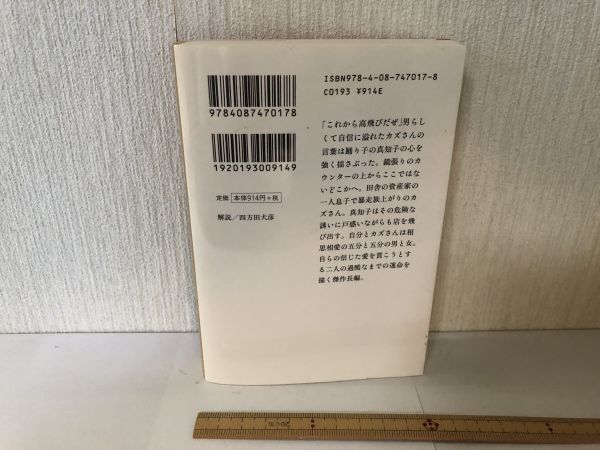 ISBN978-4-08-747017-8
C0193 ¥914E
9784087470178
1920193009149
定価 本体914円+税
解説/四方田犬彦
「これから高飛びだぜ」男らし
くて自信に溢れたカズさんの
言葉は踊り子の真知子の心を
強く揺さぶった。鏡張りのカ
ウンターの上からここではな
いどこかへ。田舎の資産家の
一人息子で暴走族上がりのカ
ズさん。真知子はその危険な
誘いに戸惑いながらも店を飛
び出す。自分とカズさんは相
思相愛の五分と五分の男と女。
自らの信じた愛を貫こうとす
る二人の過酷なまでの運命を
描く傑作長編。